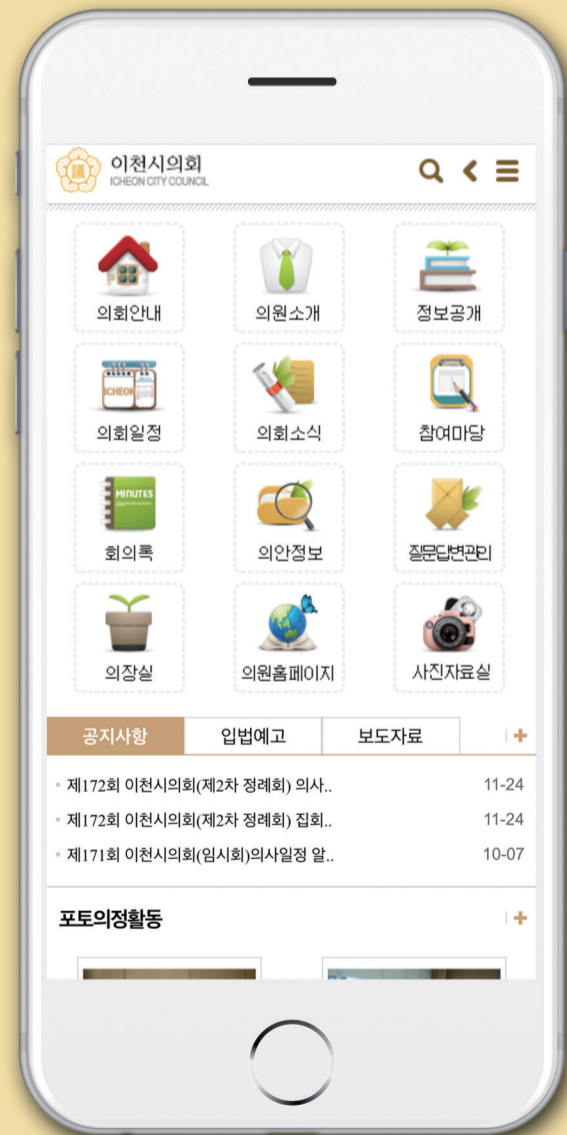 이천시의회
ICHEON CITY COUNCIL
의회안내
의원소개
정보공개
ICHEON
의회일정
의회소식
참여마당
MINUTES
회의록
의안정보
질문답변관리
의장실
의원홈페이지
사진자료실
공지사항
입법예고
보도자료
제172회 이천시의회(제2차 정례회) 의사.. 11-24
제172회 이천시의회(제2차 정례회) 집회.. 11-24
제171회 이천시의회(임시회)의사일정 알.. 10-07
포토의정활동